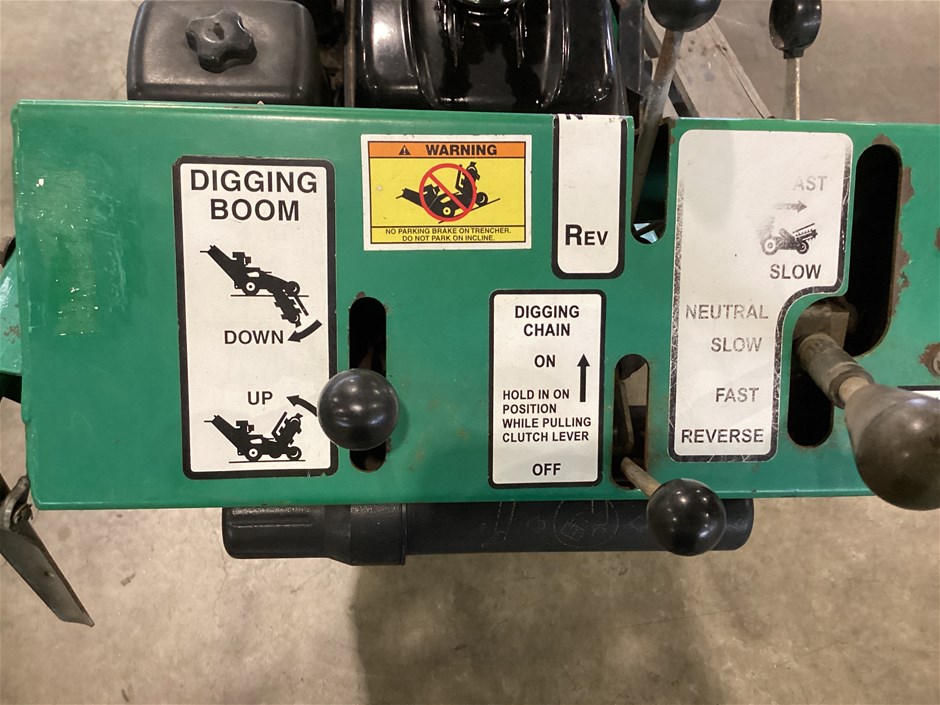 DIGGING
BOOM
DOWN
UP
WARNING
NO PARKING BRAKE ON TRENCHER.
DO NOT PARK ON INCLINE.
REV
DIGGING
CHAIN
ON
HOLD IN ON
POSITION
WHILE PULLING
CLUTCH LEVER
OFF
AST
SLOW
NEUTRAL
SLOW
FAST
REVERSE